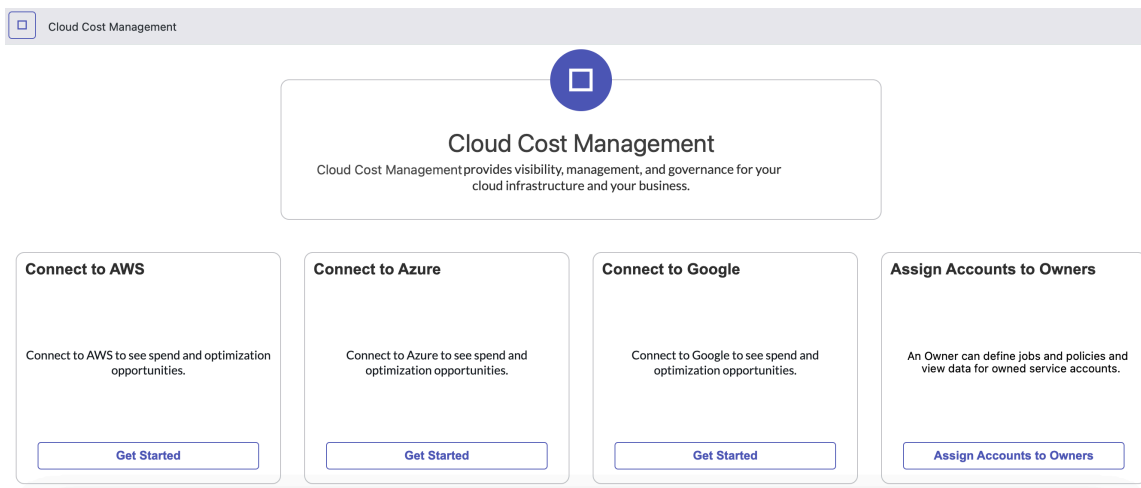 Cloud Cost Management
Cloud Cost Management
Cloud Cost Management provides visibility, management, and governance for your
cloud infrastructure and your business.
Connect to AWS
Connect to AWS to see spend and optimization
opportunities.
Get Started
Connect to Azure
Connect to Azure to see spend and
optimization opportunities.
Get Started
Connect to Google
Connect to Google to see spend and
optimization opportunities.
Get Started
Assign Accounts to Owners
An Owner can define jobs and policies and
view data for owned service accounts.
Assign Accounts to Owners